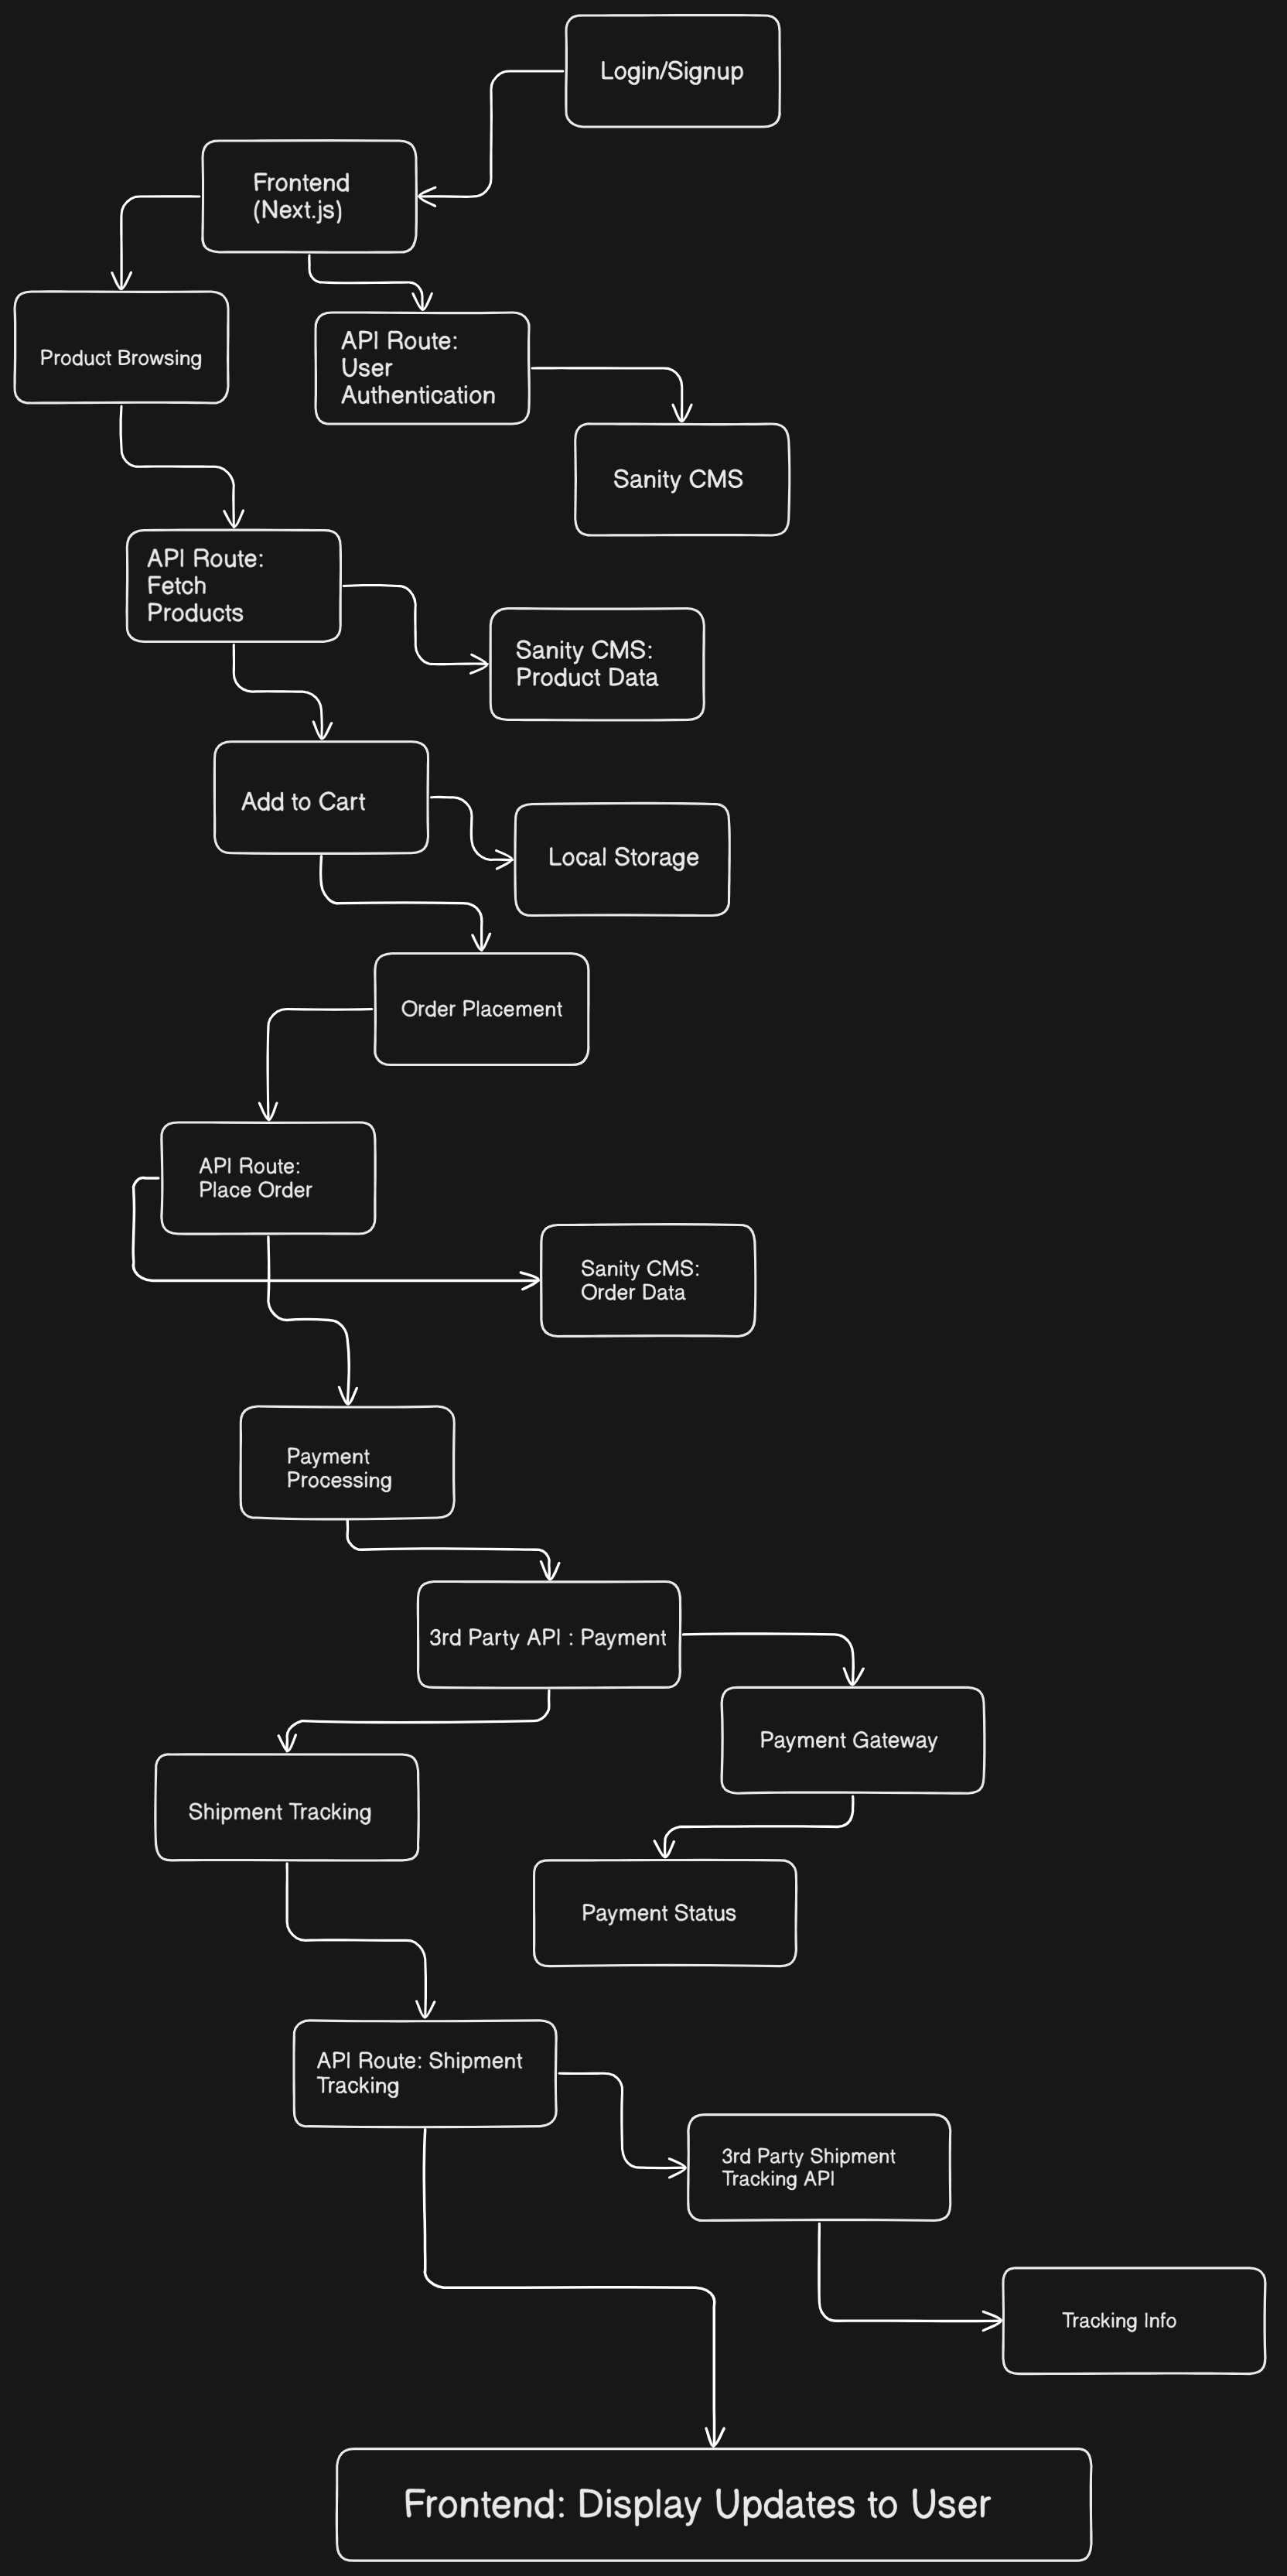 Login/Signup
Frontend
(Next.js)
Product Browsing
API Route:
User
Authentication
Sanity CMS
API Route:
Fetch
Products
Sanity CMS:
Product Data
Add to Cart
Local Storage
Order Placement
API Route:
Place Order
Sanity CMS:
Order Data
Payment
Processing
3rd Party API : Payment
Payment Gateway
Shipment Tracking
Payment Status
API Route: Shipment
Tracking
3rd Party Shipment
Tracking API
Tracking Info
Frontend: Display Updates to User